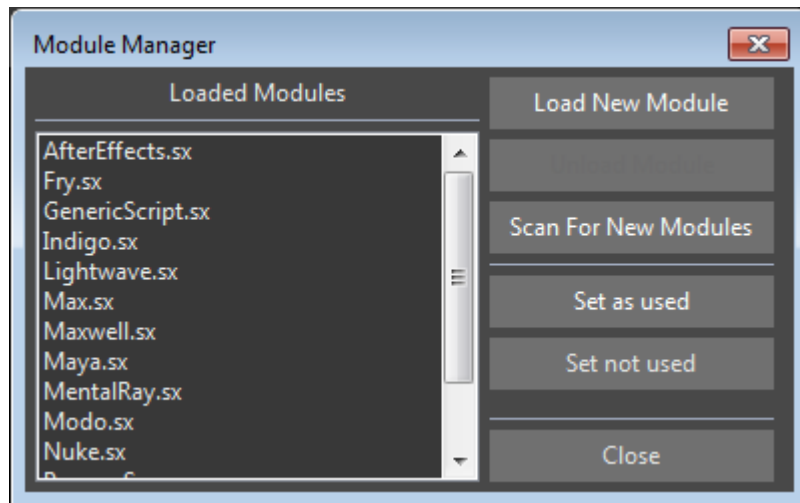 Module Manager
Loaded Modules
AfterEffects.sx
Fry.sx
GenericScript.sx
Indigo.sx
Lightwave.sx
Max.sx
Maxwell.sx
Maya.sx
MentalRay.sx
Modo.sx
Nuke.sx
Load New Module
Unload Module
Scan For New Modules
Set as used
Set not used
Close